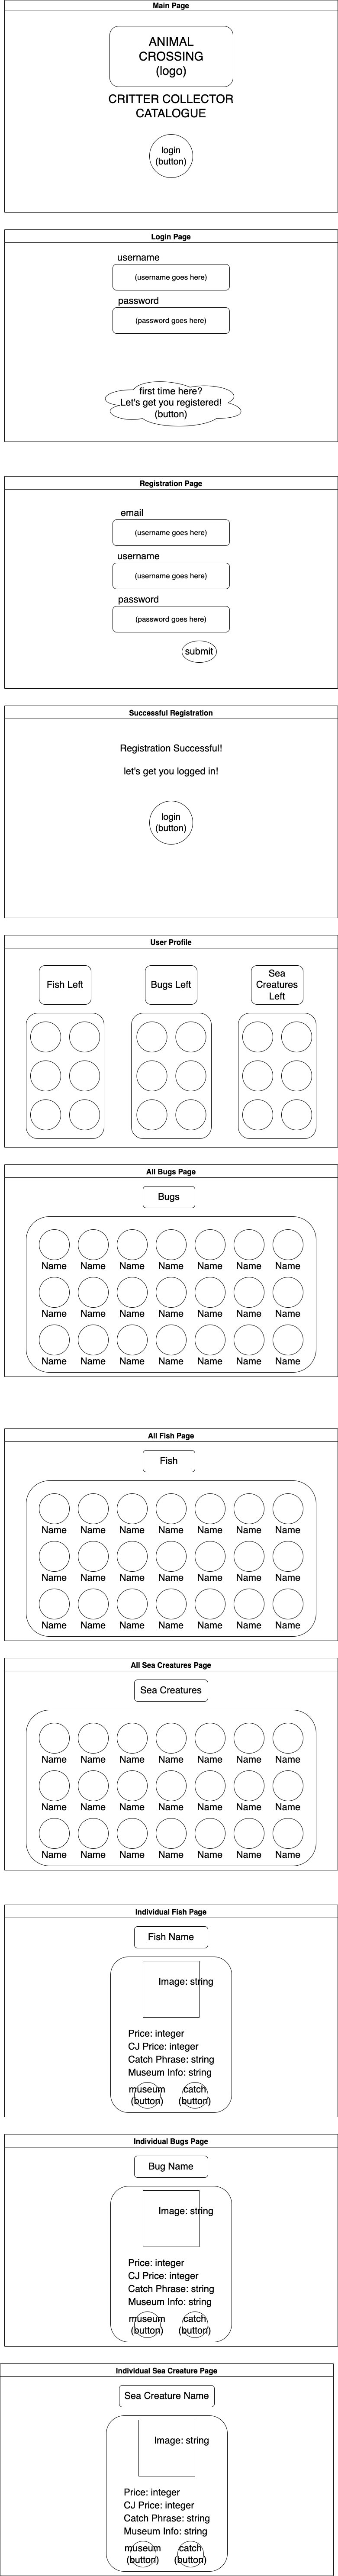 Main Page
ANIMAL
CROSSING
(logo)
CRITTER COLLECTOR
CATALOGUE
login
(button)
Login Page
username
(username goes here)
password
(password goes here)
first time here?
Let's get you registered!
(button)
Registration Page
email
(username goes here)
username
(username goes here)
password
(password goes here)
submit
Successful Registration
Registration Successful!
let's get you logged in!
login
(button)
User Profile
Fish Left
Bugs Left
Sea
Creatures
Left
All Bugs Page
Bugs
Name Name Name Name Name Name Name
Name Name Name Name Name Name Name
Name Name Name Name Name Name Name
All Fish Page
Fish
Name Name Name Name Name Name Name
Name Name Name Name Name Name Name
Name Name Name Name Name Name Name
All Sea Creatures Page
Sea Creatures
Name Name Name Name Name Name Name
Name Name Name Name Name Name Name
Name Name Name Name Name Name Name
Individual Fish Page
Fish Name
Image: string
Price: integer
CJ Price: integer
Catch Phrase: string
Museum Info: string
museum
(button)
catch
(button)
Individual Bugs Page
Bug Name
Image: string
Price: integer
CJ Price: integer
Catch Phrase: string
Museum Info: string
museum
(button)
catch
(button)
Individual Sea Creature Page
Sea Creature Name
Image: string
Price: integer
CJ Price: integer
Catch Phrase: string
Museum Info: string
museum
(button)
catch
(button)